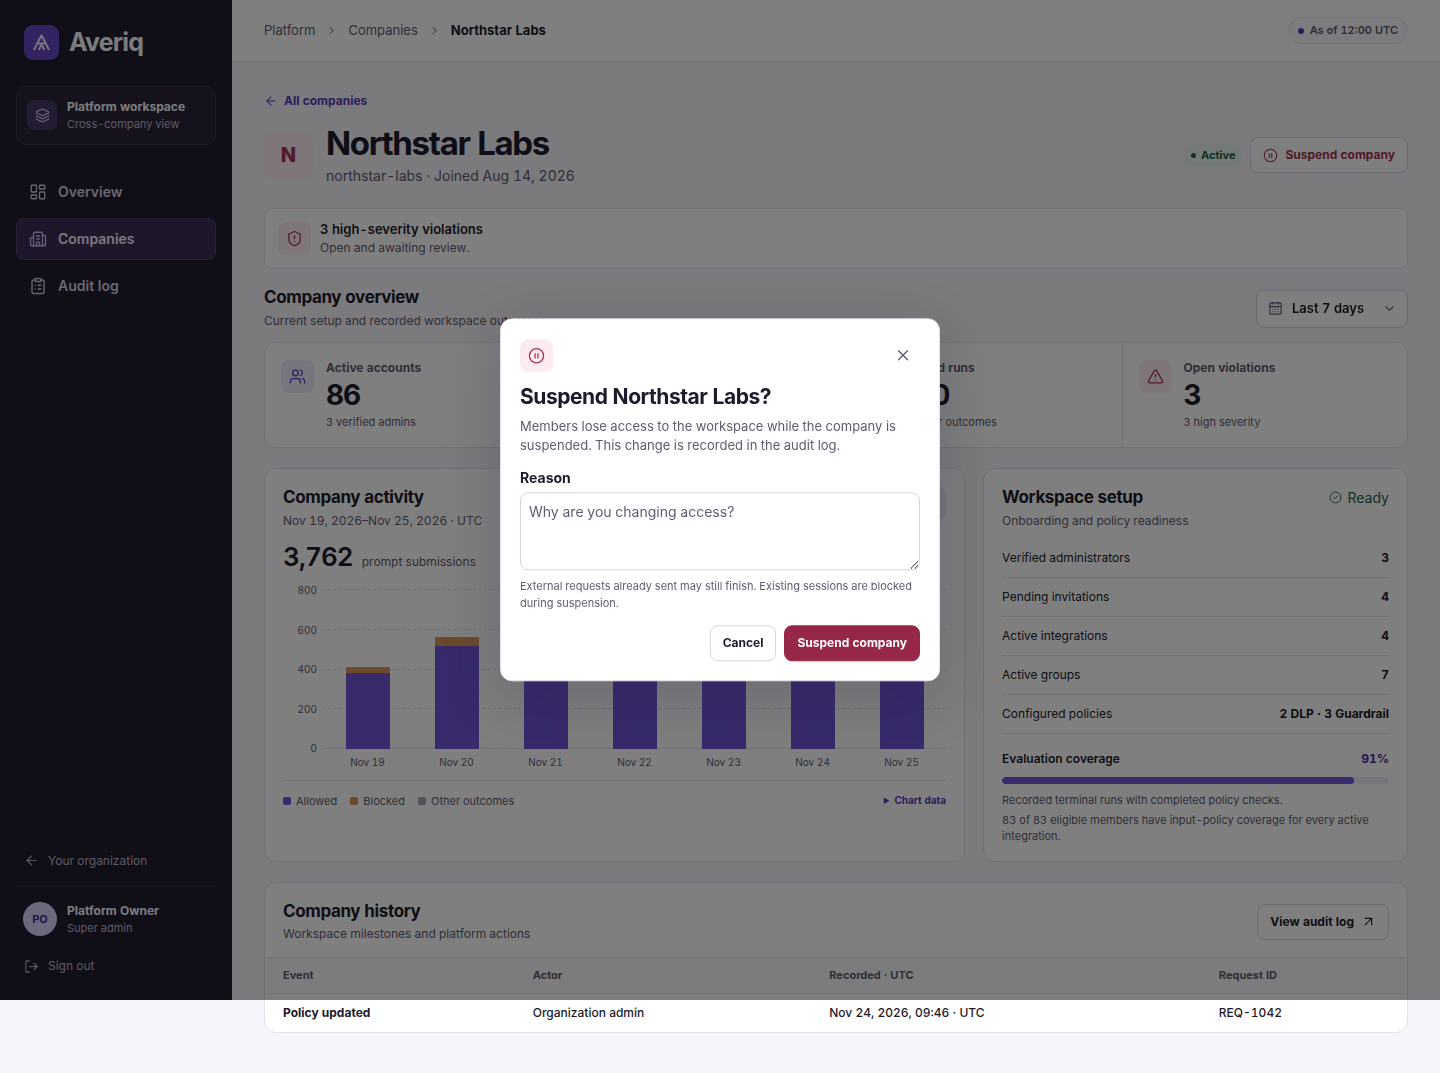 Averiq
Platform workspace
Cross-company view
Overview
Companies
Audit log
Your organization
PO
Platform Owner
Super admin
Sign out
Platform > Companies > Northstar Labs
As of 12:00 UTC
All companies
N
Northstar Labs
northstar-labs · Joined Aug 14, 2026
Active
Suspend company
3 high-severity violations
Open and awaiting review.
Company overview
Current setup and recorded workspace
Last 7 days
Active accounts
86
3 verified admins
runs
outcomes
Open violations
3
3 high severity
Suspend Northstar Labs?
Members lose access to the workspace while the company is
suspended. This change is recorded in the audit log.
Reason
Why are you changing access?
External requests already sent may still finish. Existing sessions are blocked
during suspension.
Cancel
Suspend company
Company activity
Nov 19, 2026–Nov 25, 2026 · UTC
3,762 prompt submissions
800
600
400
200
0
Nov 19 Nov 20 Nov 21 Nov 22 Nov 23 Nov 24 Nov 25
Allowed Blocked Other outcomes
Chart data
Workspace setup
Ready
Onboarding and policy readiness
Verified administrators 3
Pending invitations 4
Active integrations 4
Active groups 7
Configured policies 2 DLP · 3 Guardrail
Evaluation coverage 91%
Recorded terminal runs with completed policy checks.
83 of 83 eligible members have input-policy coverage for every active
integration.
Company history
Workspace milestones and platform actions
View audit log
Event Actor Recorded · UTC Request ID
Policy updated Organization admin Nov 24, 2026, 09:46 · UTC REQ-1042